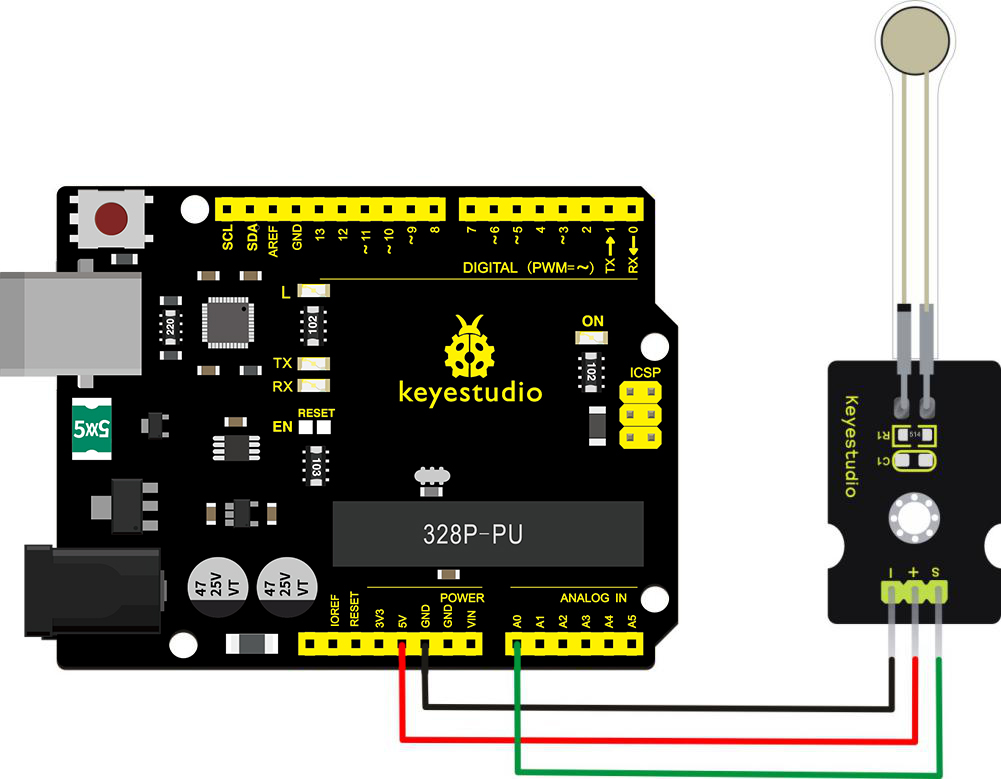 SCL
SDA
AREF
GND
13
12
~11
~10
~9
8
7
~6
~5
4
~3
2
TX→1
RX←0
DIGITAL (PWM=~)
L
220
102
TX
RX
ON
102
ICSP
keyestudio
RESET
EN
103
5xx5
328P-PU
47
25V
VT
47
25V
VT
POWER
ANALOG IN
IOREF
RESET
3V3
5V
GND
GND
VIN
A0
A1
A2
A3
A4
A5
Keyestudio
R1
514
C1
- + S